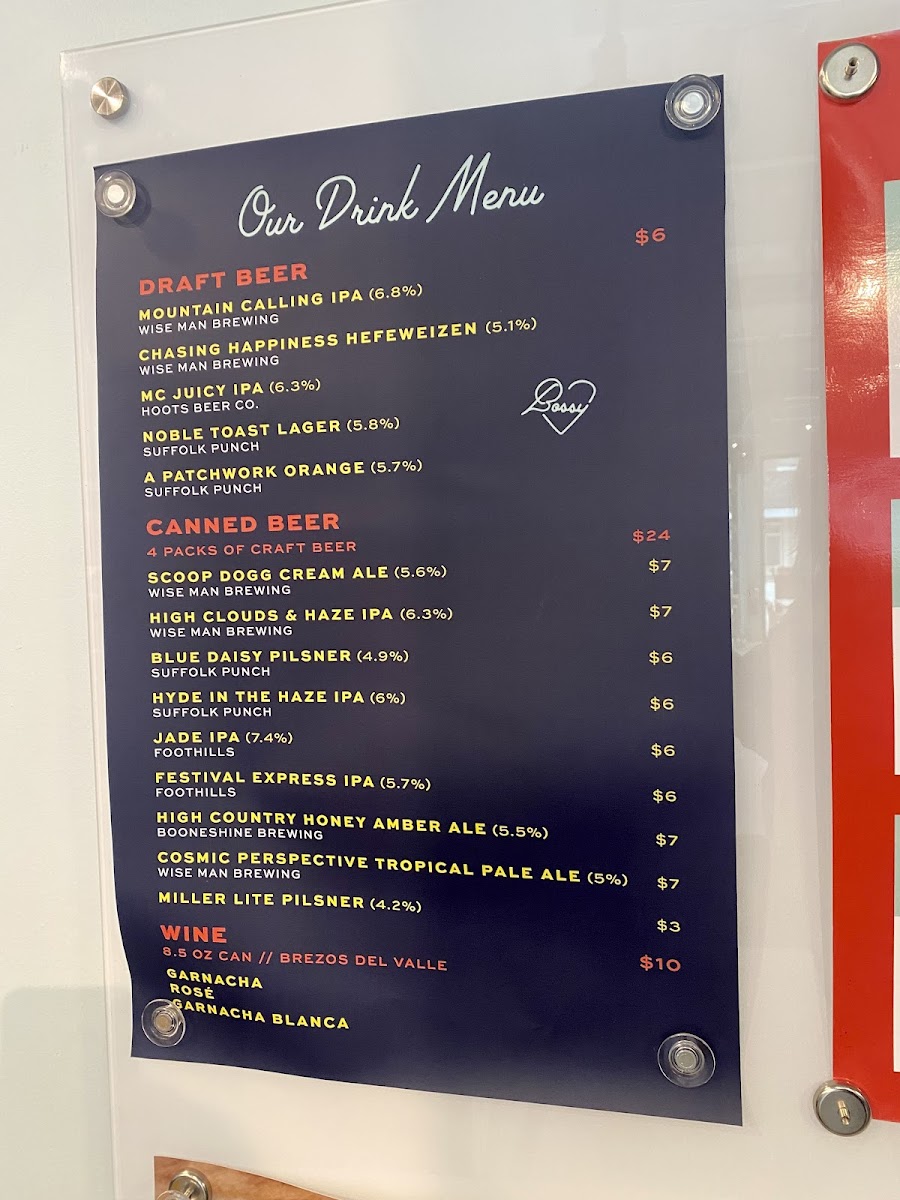 Our Drink Menu
DRAFT BEER $6
MOUNTAIN CALLING IPA (6.8%)
WISE MAN BREWING
CHASING HAPPINESS HEFEWEIZEN (5.1%)
WISE MAN BREWING
MC JUICY IPA (6.3%)
HOOTS BEER CO.
Bossy
NOBLE TOAST LAGER (5.8%)
SUFFOLK PUNCH
A PATCHWORK ORANGE (5.7%)
SUFFOLK PUNCH
CANNED BEER
4 PACKS OF CRAFT BEER $24
SCOOP DOGG CREAM ALE (5.6%) $7
WISE MAN BREWING
HIGH CLOUDS & HAZE IPA (6.3%) $7
WISE MAN BREWING
BLUE DAISY PILSNER (4.9%) $6
SUFFOLK PUNCH
HYDE IN THE HAZE IPA (6%) $6
SUFFOLK PUNCH
JADE IPA (7.4%) $6
FOOTHILLS
FESTIVAL EXPRESS IPA (5.7%) $6
FOOTHILLS
HIGH COUNTRY HONEY AMBER ALE (5.5%) $7
BOONESHINE BREWING
COSMIC PERSPECTIVE TROPICAL PALE ALE (5%) $7
WISE MAN BREWING
MILLER LITE PILSNER (4.2%) $3
WINE
8.5 OZ CAN // BREZOS DEL VALLE $10
GARNACHA
ROSÉ
GARNACHA BLANCA